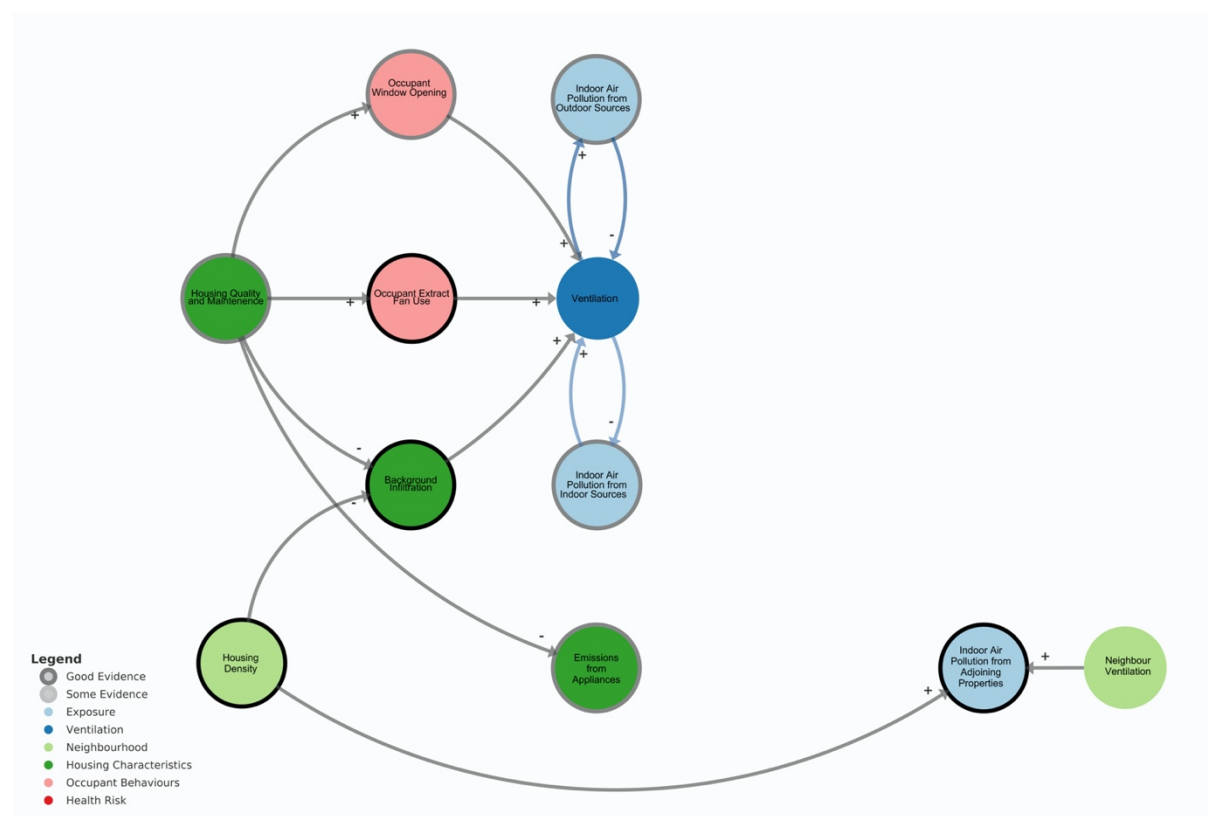 Occupant
Window Opening
Indoor Air
Pollution from
Outdoor Sources
+
+
-
+
Housing Quality
and Maintenence
+
Occupant Extract
Fan Use
+
Ventilation
+
+
-
-
Background
Infiltration
-
Indoor Air
Pollution from
Indoor Sources
-
Housing
Density
Emissions
from
Appliances
Indoor Air
Pollution from
Adjoining
Properties
+
+
Neighbour
Ventilation
Legend
Good Evidence
Some Evidence
Exposure
Ventilation
Neighbourhood
Housing Characteristics
Occupant Behaviours
Health Risk